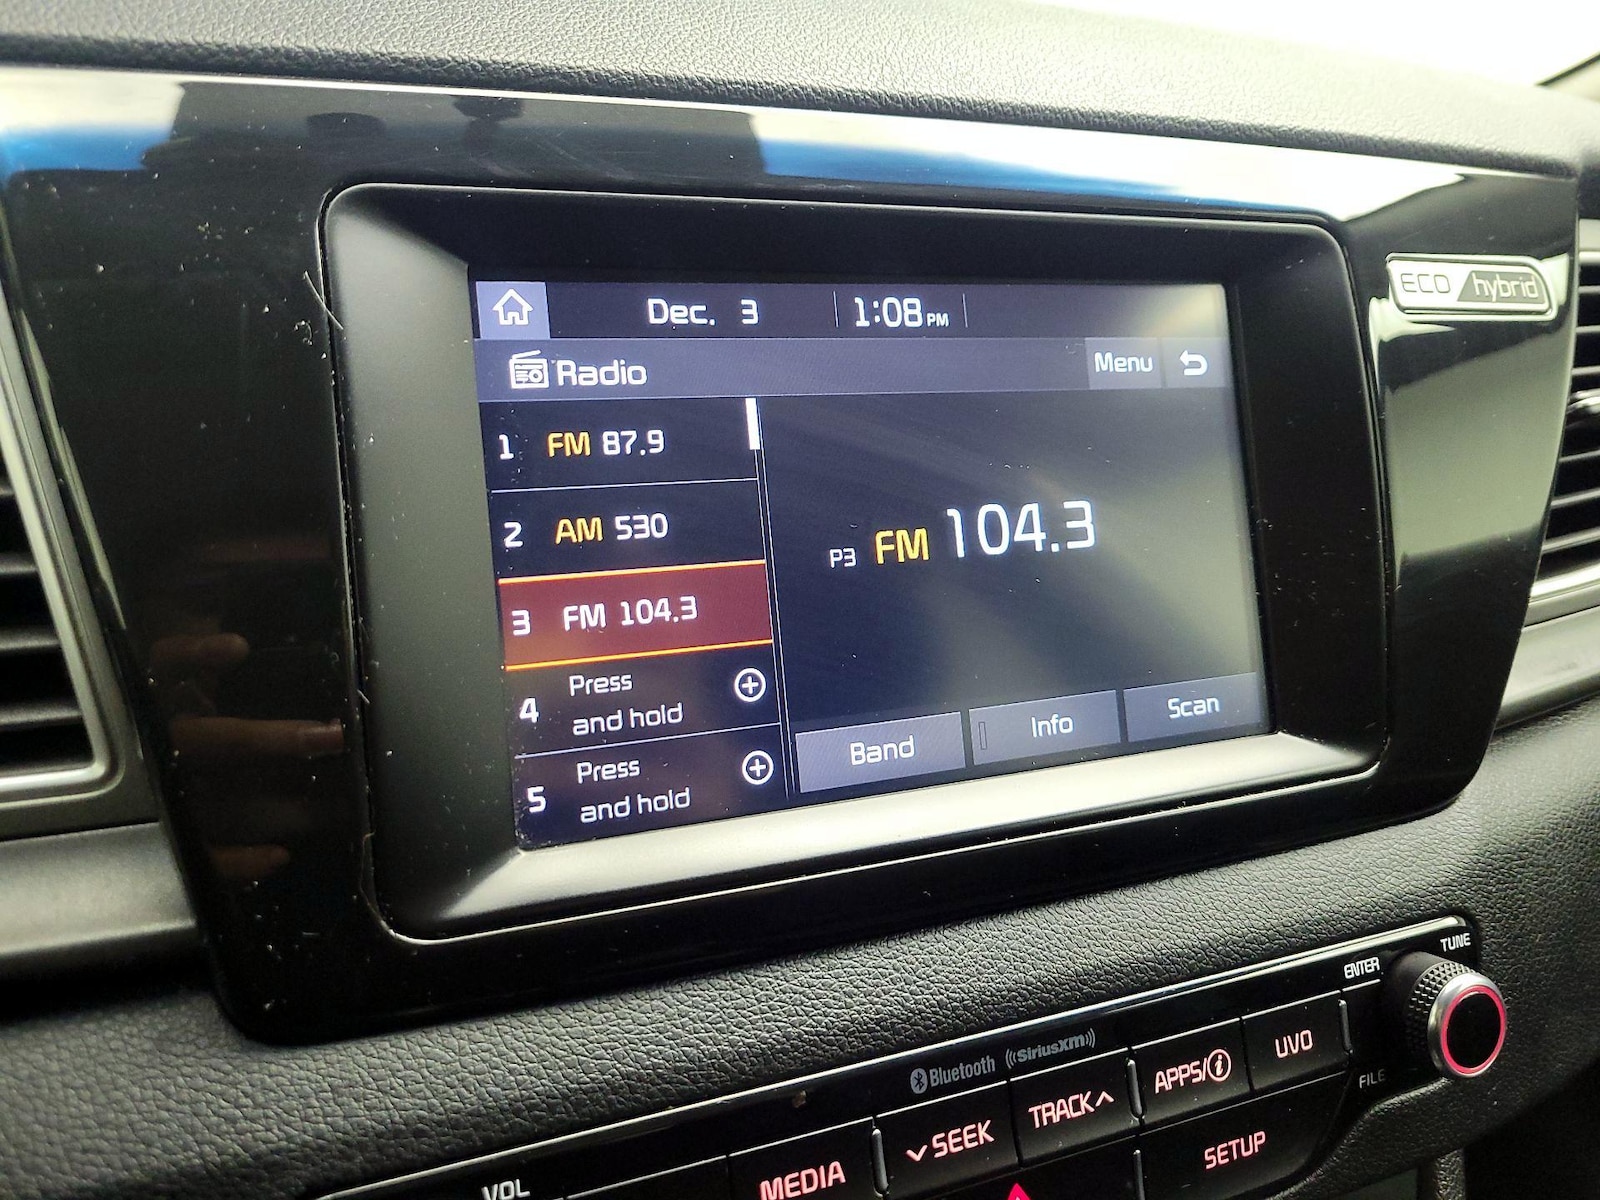 Dec. 3 1:08 PM
Radio Menu
1 FM 87.9
2 AM 530
3 FM 104.3
4 Press
and hold
5 Press
and hold
P3 FM 104.3
Band Info Scan
ECO hybrid
TUNE
ENTER
FILE
Bluetooth ((SiriusXM))
VOL
MEDIA
SEEK
TRACK
APPS/i
UVO
SETUP